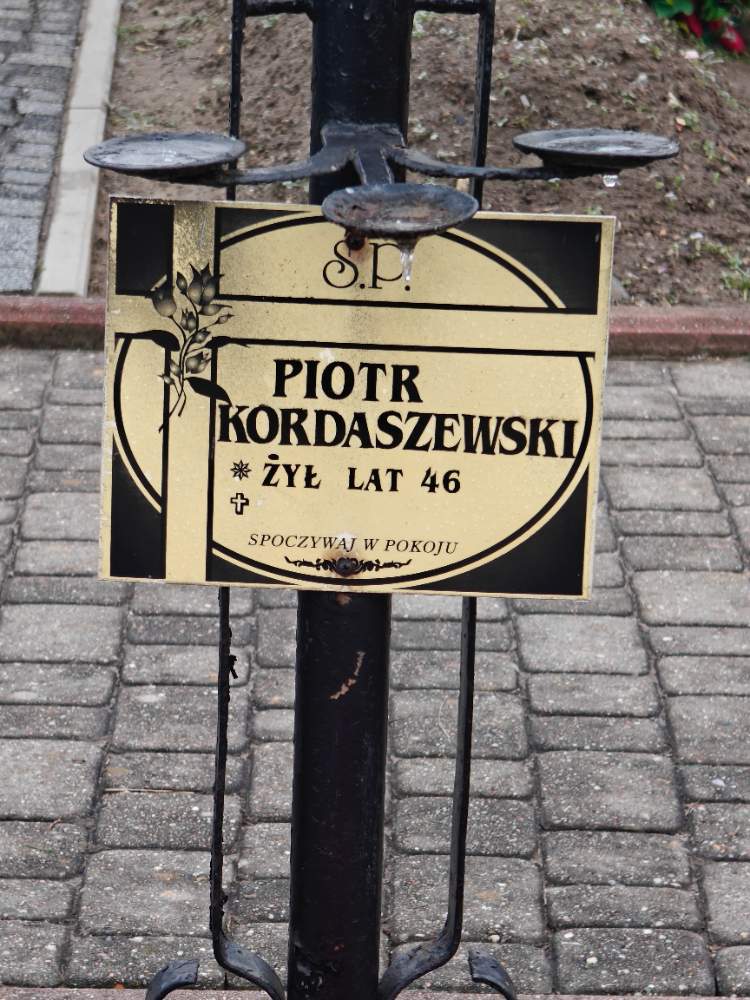 Ś.P.
PIOTR
KORDASZEWSKI
ŻYŁ LAT 46
SPOCZYWAJ W POKOJU